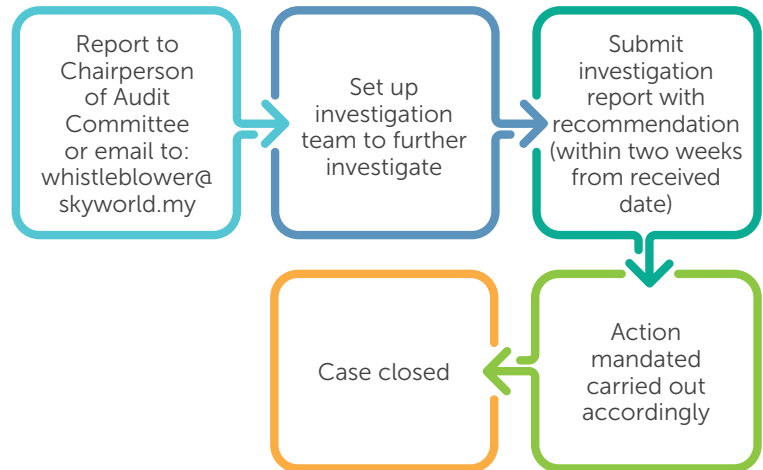 Report to
Chairperson
of Audit
Committee
or email to:
whistleblower@
skyworld.my
Set up
investigation
team to further
investigate
Submit
investigation
report with
recommendation
(within two weeks
from received
date)
Action
mandated
carried out
accordingly
Case closed